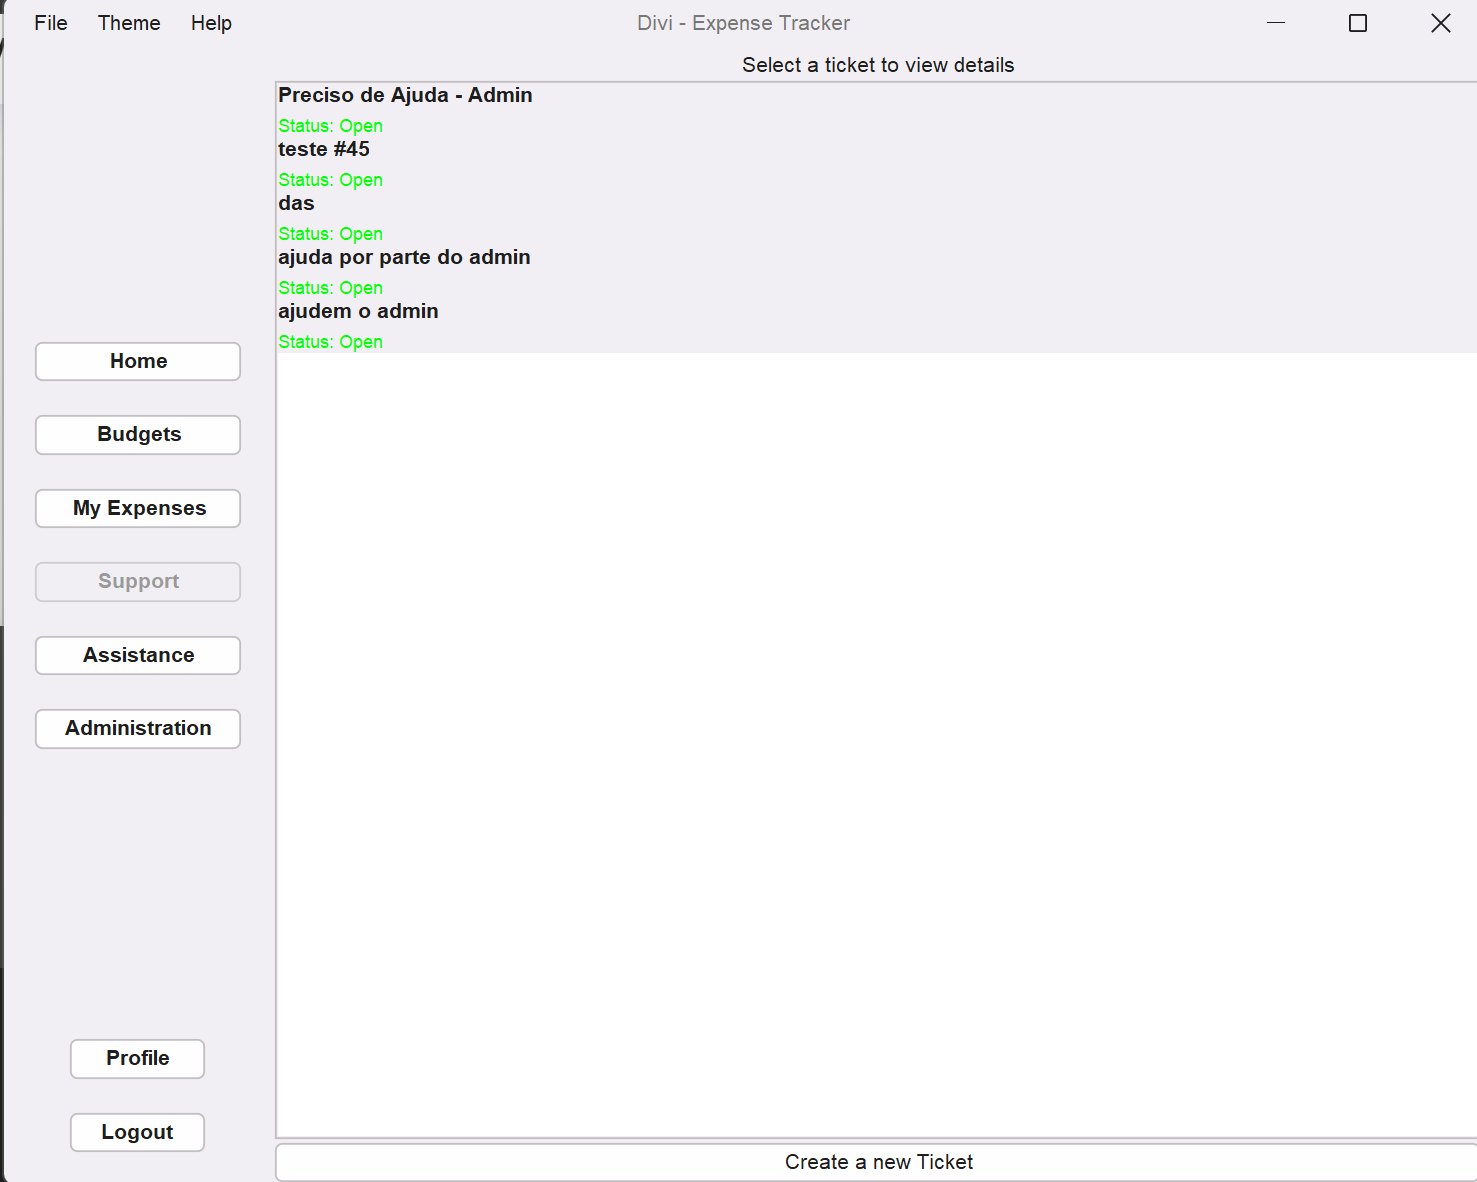 File Theme Help
Divi - Expense Tracker
Select a ticket to view details
Preciso de Ajuda - Admin
Status: Open
teste #45
Status: Open
das
Status: Open
ajuda por parte do admin
Status: Open
ajudem o admin
Status: Open
Home
Budgets
My Expenses
Support
Assistance
Administration
Profile
Logout
Create a new Ticket